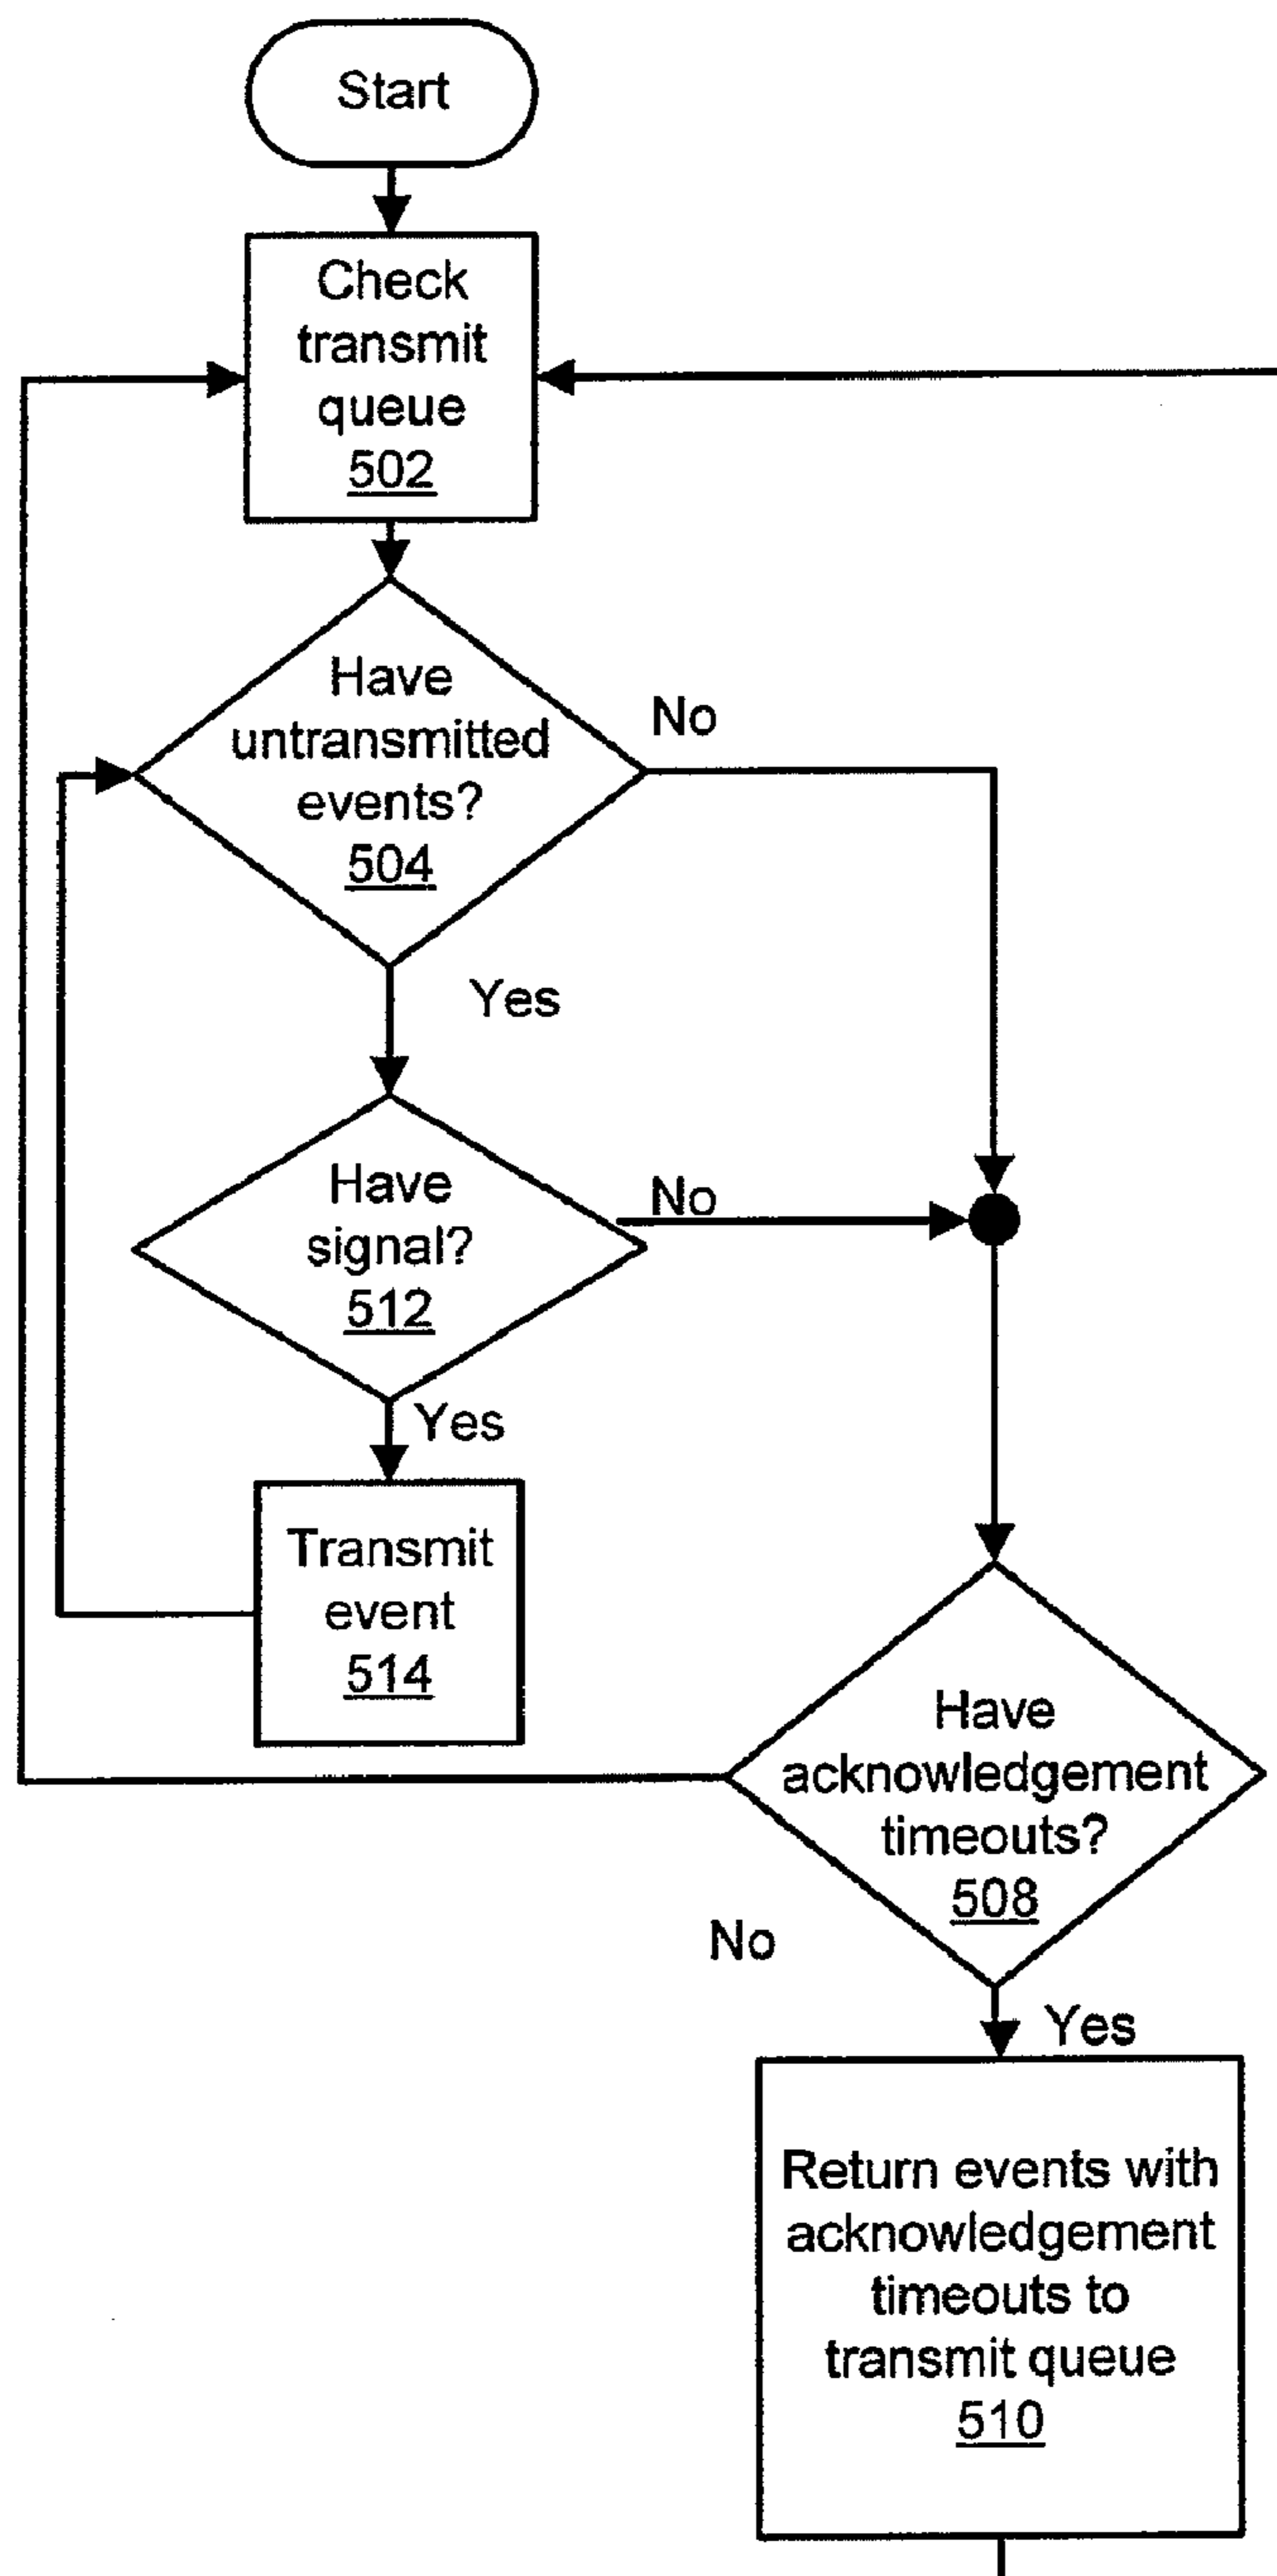 Start
Check
transmit
queue
502
Have
untransmitted
events?
504
No
Yes
Have
signal?
512
No
Yes
Transmit
event
514
Have
acknowledgement
timeouts?
508
No
Yes
Return events with
acknowledgement
timeouts to
transmit queue
510